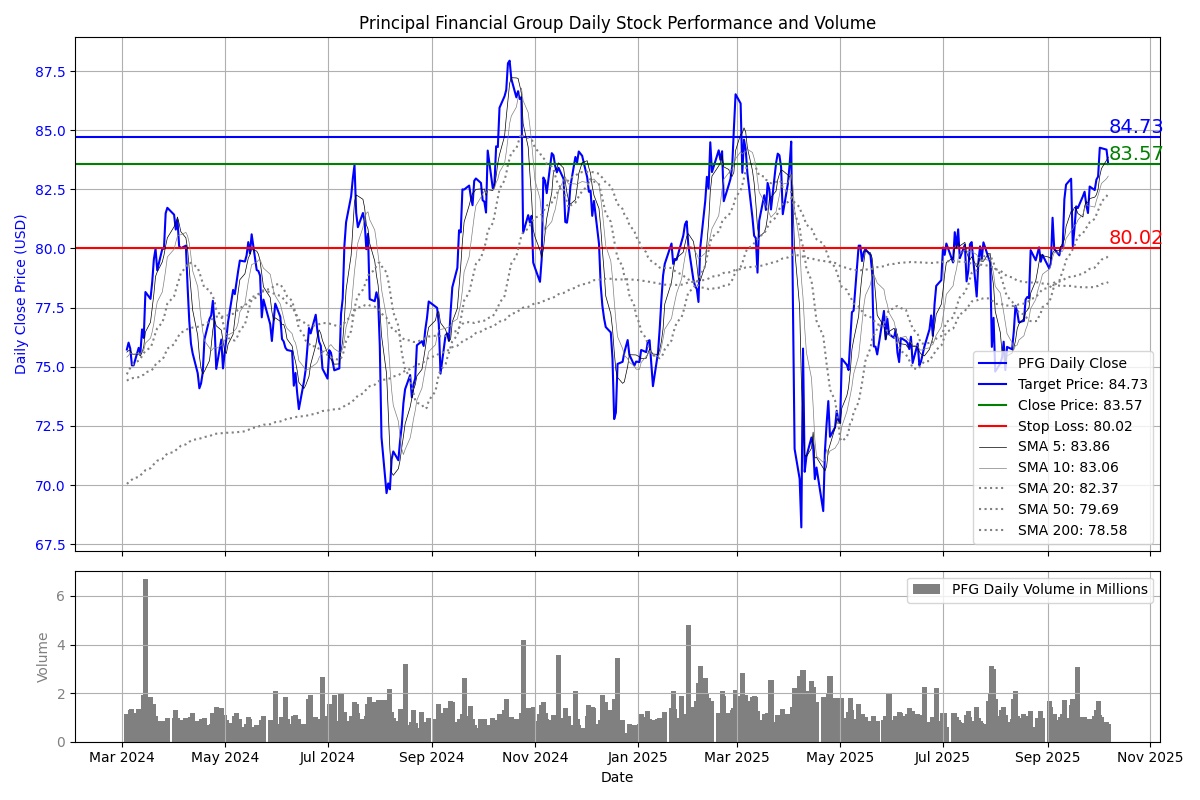 Principal Financial Group Daily Stock Performance and Volume
Daily Close Price (USD)
87.5
85.0
82.5
80.0
77.5
75.0
72.5
70.0
67.5
84.73
83.57
80.02
PFG Daily Close
Target Price: 84.73
Close Price: 83.57
Stop Loss: 80.02
SMA 5: 83.86
SMA 10: 83.06
SMA 20: 82.37
SMA 50: 79.69
SMA 200: 78.58
Volume
6
4
2
0
PFG Daily Volume in Millions
Mar 2024 May 2024 Jul 2024 Sep 2024 Nov 2024 Jan 2025 Mar 2025 May 2025 Jul 2025 Sep 2025 Nov 2025
Date